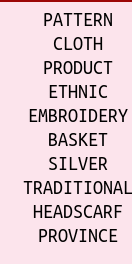 PATTERN
CLOTH
PRODUCT
ETHNIC
EMBROIDERY
BASKET
SILVER
TRADITIONAL
HEADSCARF
PROVINCE